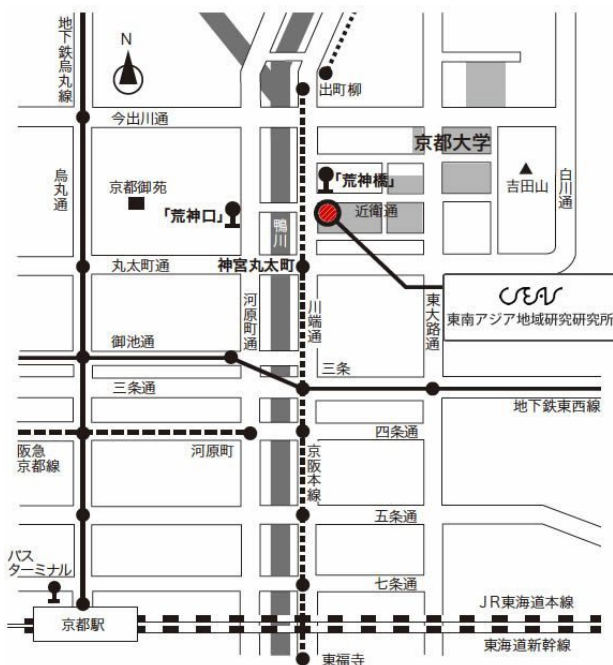 地下鉄烏丸線
N
出町柳
今出川通
京都大学
烏丸通
京都御苑
「荒神口」
「荒神橋」
近衛通
吉田山
白川通
鴨川
丸太町通
神宮丸太町
河原町通
川端通
東大路通
CSEAS
東南アジア地域研究研究所
御池通
三条
三条通
地下鉄東西線
阪急
京都線
河原町
四条通
京阪本線
五条通
バス
ターミナル
七条通
JR東海道本線
京都駅
東海道新幹線
東福寺